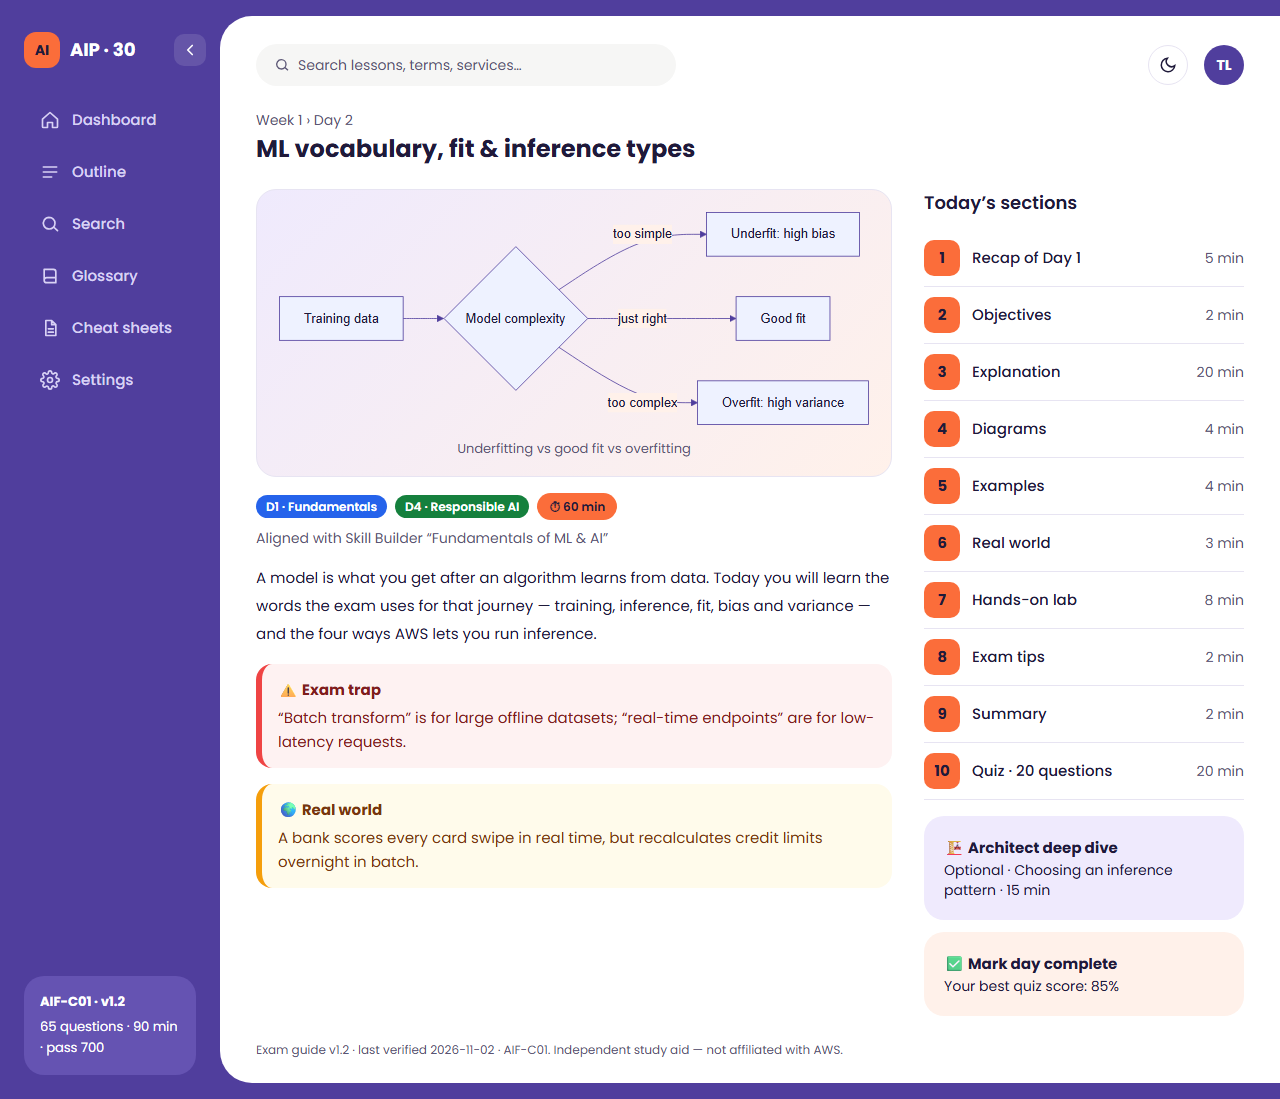 AI
AIP · 30
Dashboard
Outline
Search
Glossary
Cheat sheets
Settings
AIF-C01 · v1.2
65 questions · 90 min
· pass 700
Search lessons, terms, services…
TL
Week 1 › Day 2
ML vocabulary, fit & inference types
Training data
Model complexity
too simple
Underfit: high bias
just right
Good fit
too complex
Overfit: high variance
Underfitting vs good fit vs overfitting
D1 · Fundamentals
D4 · Responsible AI
⏱ 60 min
Aligned with Skill Builder “Fundamentals of ML & AI”
A model is what you get after an algorithm learns from data. Today you will learn the
words the exam uses for that journey — training, inference, fit, bias and variance —
and the four ways AWS lets you run inference.
⚠️ Exam trap
“Batch transform” is for large offline datasets; “real-time endpoints” are for low-
latency requests.
🌍 Real world
A bank scores every card swipe in real time, but recalculates credit limits
overnight in batch.
Today’s sections
1 Recap of Day 1 5 min
2 Objectives 2 min
3 Explanation 20 min
4 Diagrams 4 min
5 Examples 4 min
6 Real world 3 min
7 Hands-on lab 8 min
8 Exam tips 2 min
9 Summary 2 min
10 Quiz · 20 questions 20 min
🏗️ Architect deep dive
Optional · Choosing an inference
pattern · 15 min
✅ Mark day complete
Your best quiz score: 85%
Exam guide v1.2 · last verified 2026-11-02 · AIF-C01. Independent study aid — not affiliated with AWS.